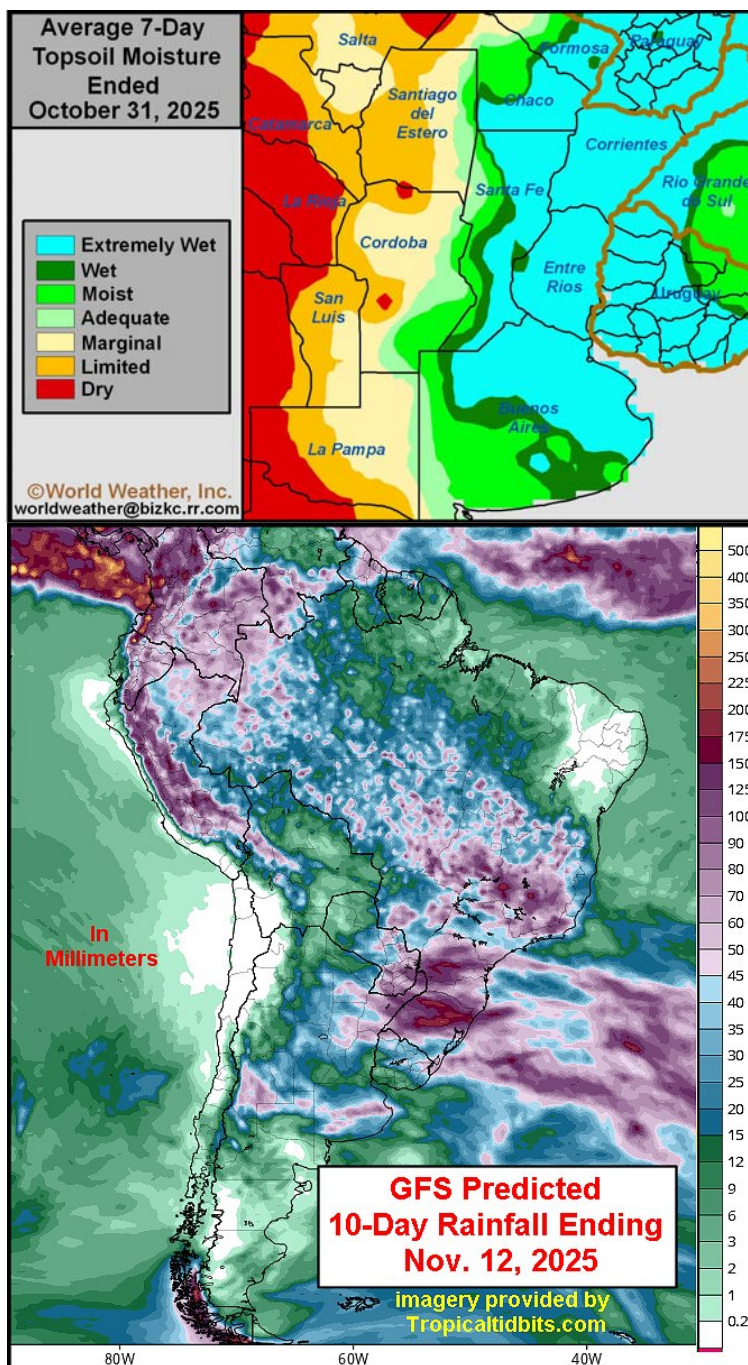 Average 7-Day
Topsoil Moisture
Ended
October 31, 2025
Extremely Wet
Wet
Moist
Adequate
Marginal
Limited
Dry
©World Weather, Inc.
worldweather@bizkc.rr.com
Salta
Formosa
Paraguay
Santiago
del
Estero
Chaco
Catamarca
Corrientes
La Rioja
Santa Fe
Rio Grande
do Sul
Cordoba
Entre
Rios
San
Luis
Uruguay
Buenos
Aires
La Pampa
In
Millimeters
500
400
350
300
250
225
200
175
150
125
100
90
80
70
60
50
45
40
35
30
25
20
15
12
9
6
3
2
1
0.2
GFS Predicted
10-Day Rainfall Ending
Nov. 12, 2025
imagery provided by
Tropicaltidbits.com
80W
60W
40W